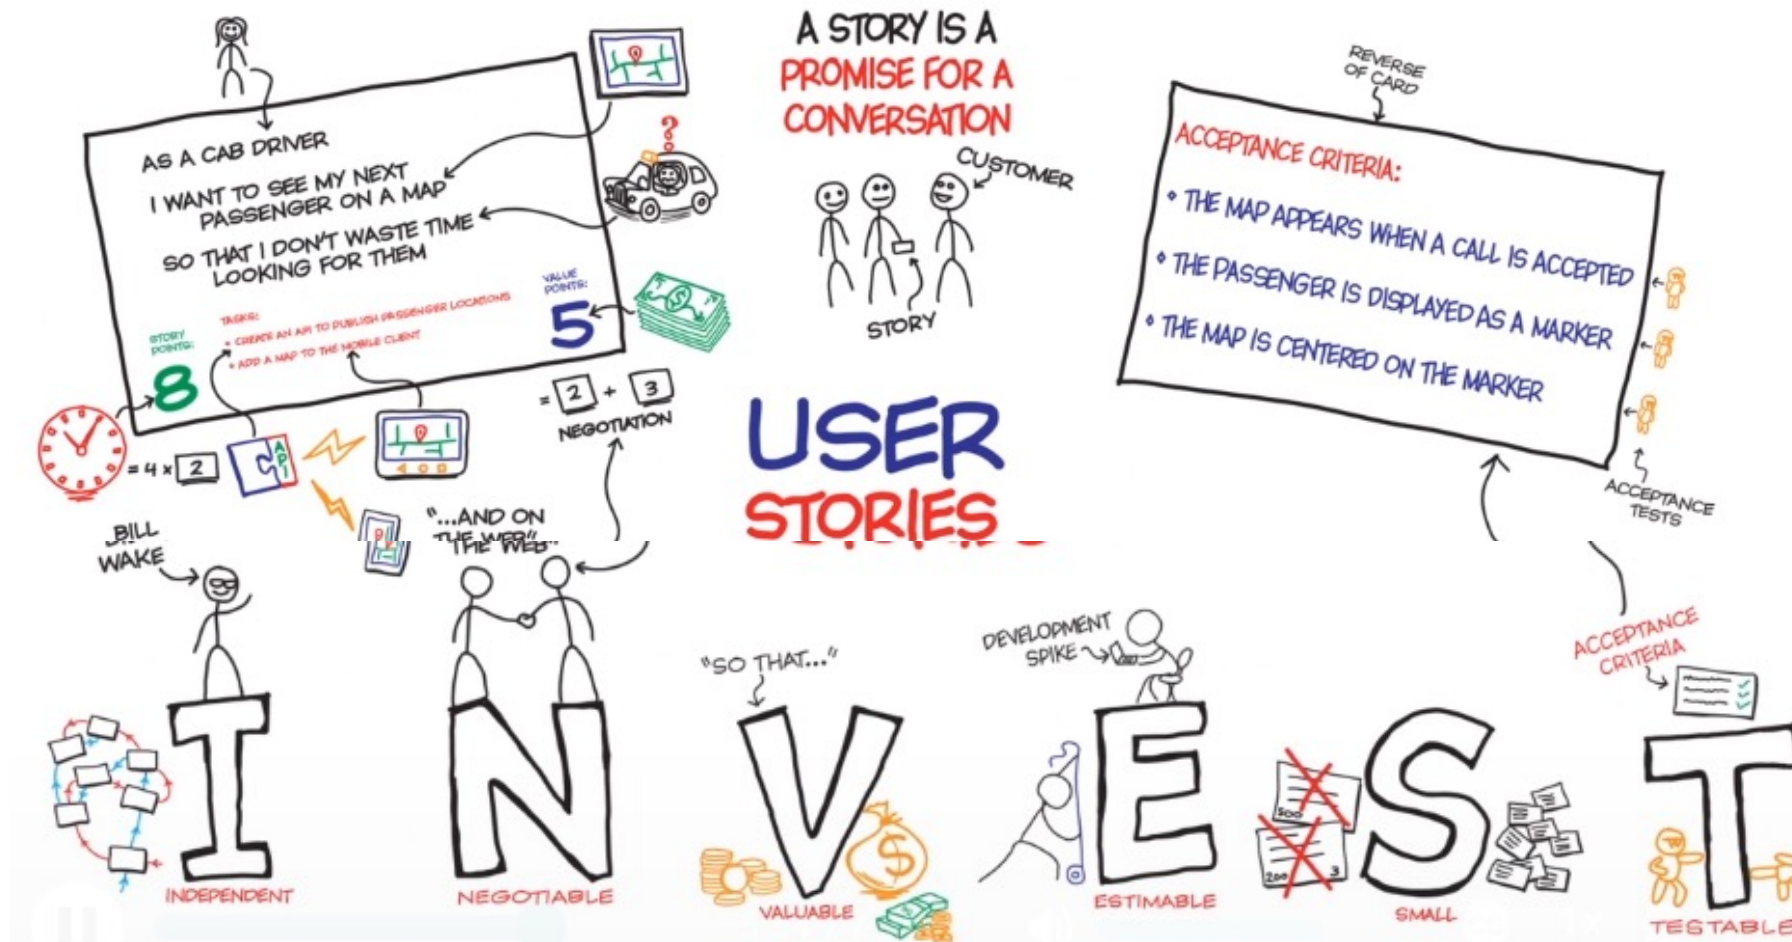 A STORY IS A
PROMISE FOR A
CONVERSATION
CUSTOMER
STORY
AS A CAB DRIVER
I WANT TO SEE MY NEXT
PASSENGER ON A MAP
SO THAT I DON'T WASTE TIME
LOOKING FOR THEM
STORY
POINTS:
8
TASKS:
• CREATE AN API TO PUBLISH PASSENGER LOCATIONS
• ADD A MAP TO THE MOBILE CLIENT
VALUE
POINTS:
5
?
= 4 x 2
API
= 2 + 3
NEGOTIATION
"...AND ON
THE WEB"
THE WEB"
USER
STORIES
REVERSE
OF CARD
ACCEPTANCE CRITERIA:
⋄ THE MAP APPEARS WHEN A CALL IS ACCEPTED
⋄ THE PASSENGER IS DISPLAYED AS A MARKER
⋄ THE MAP IS CENTERED ON THE MARKER
ACCEPTANCE
TESTS
BILL
WAKE
"SO THAT..."
DEVELOPMENT
SPIKE
ACCEPTANCE
CRITERIA
I N V E S T
500
200 3
$
INDEPENDENT
NEGOTIABLE
VALUABLE
ESTIMABLE
SMALL
TESTABLE